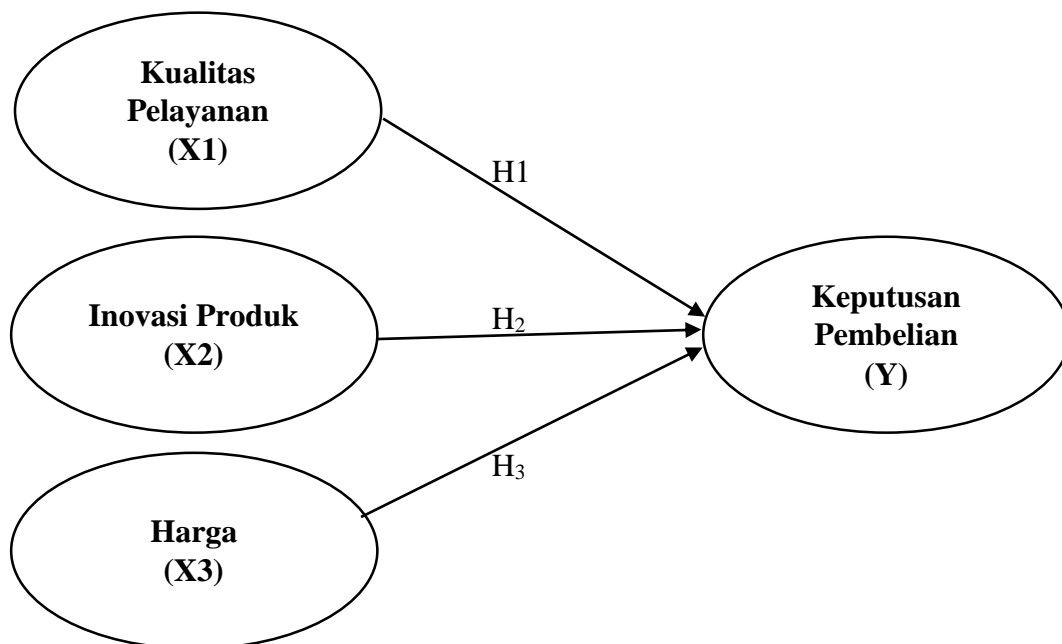 Kualitas
Pelayanan
(X1)
H1
Inovasi Produk
(X2)
H₂
Keputusan
Pembelian
(Y)
H₃
Harga
(X3)